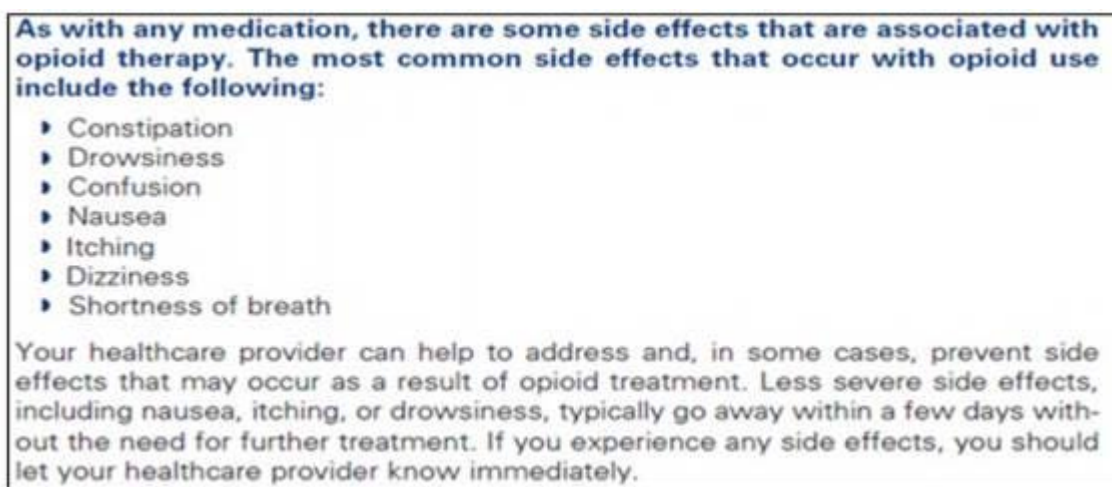 As with any medication, there are some side effects that are associated with
opioid therapy. The most common side effects that occur with opioid use
include the following:
Constipation
Drowsiness
Confusion
Nausea
Itching
Dizziness
Shortness of breath
Your healthcare provider can help to address and, in some cases, prevent side
effects that may occur as a result of opioid treatment. Less severe side effects,
including nausea, itching, or drowsiness, typically go away within a few days with-
out the need for further treatment. If you experience any side effects, you should
let your healthcare provider know immediately.